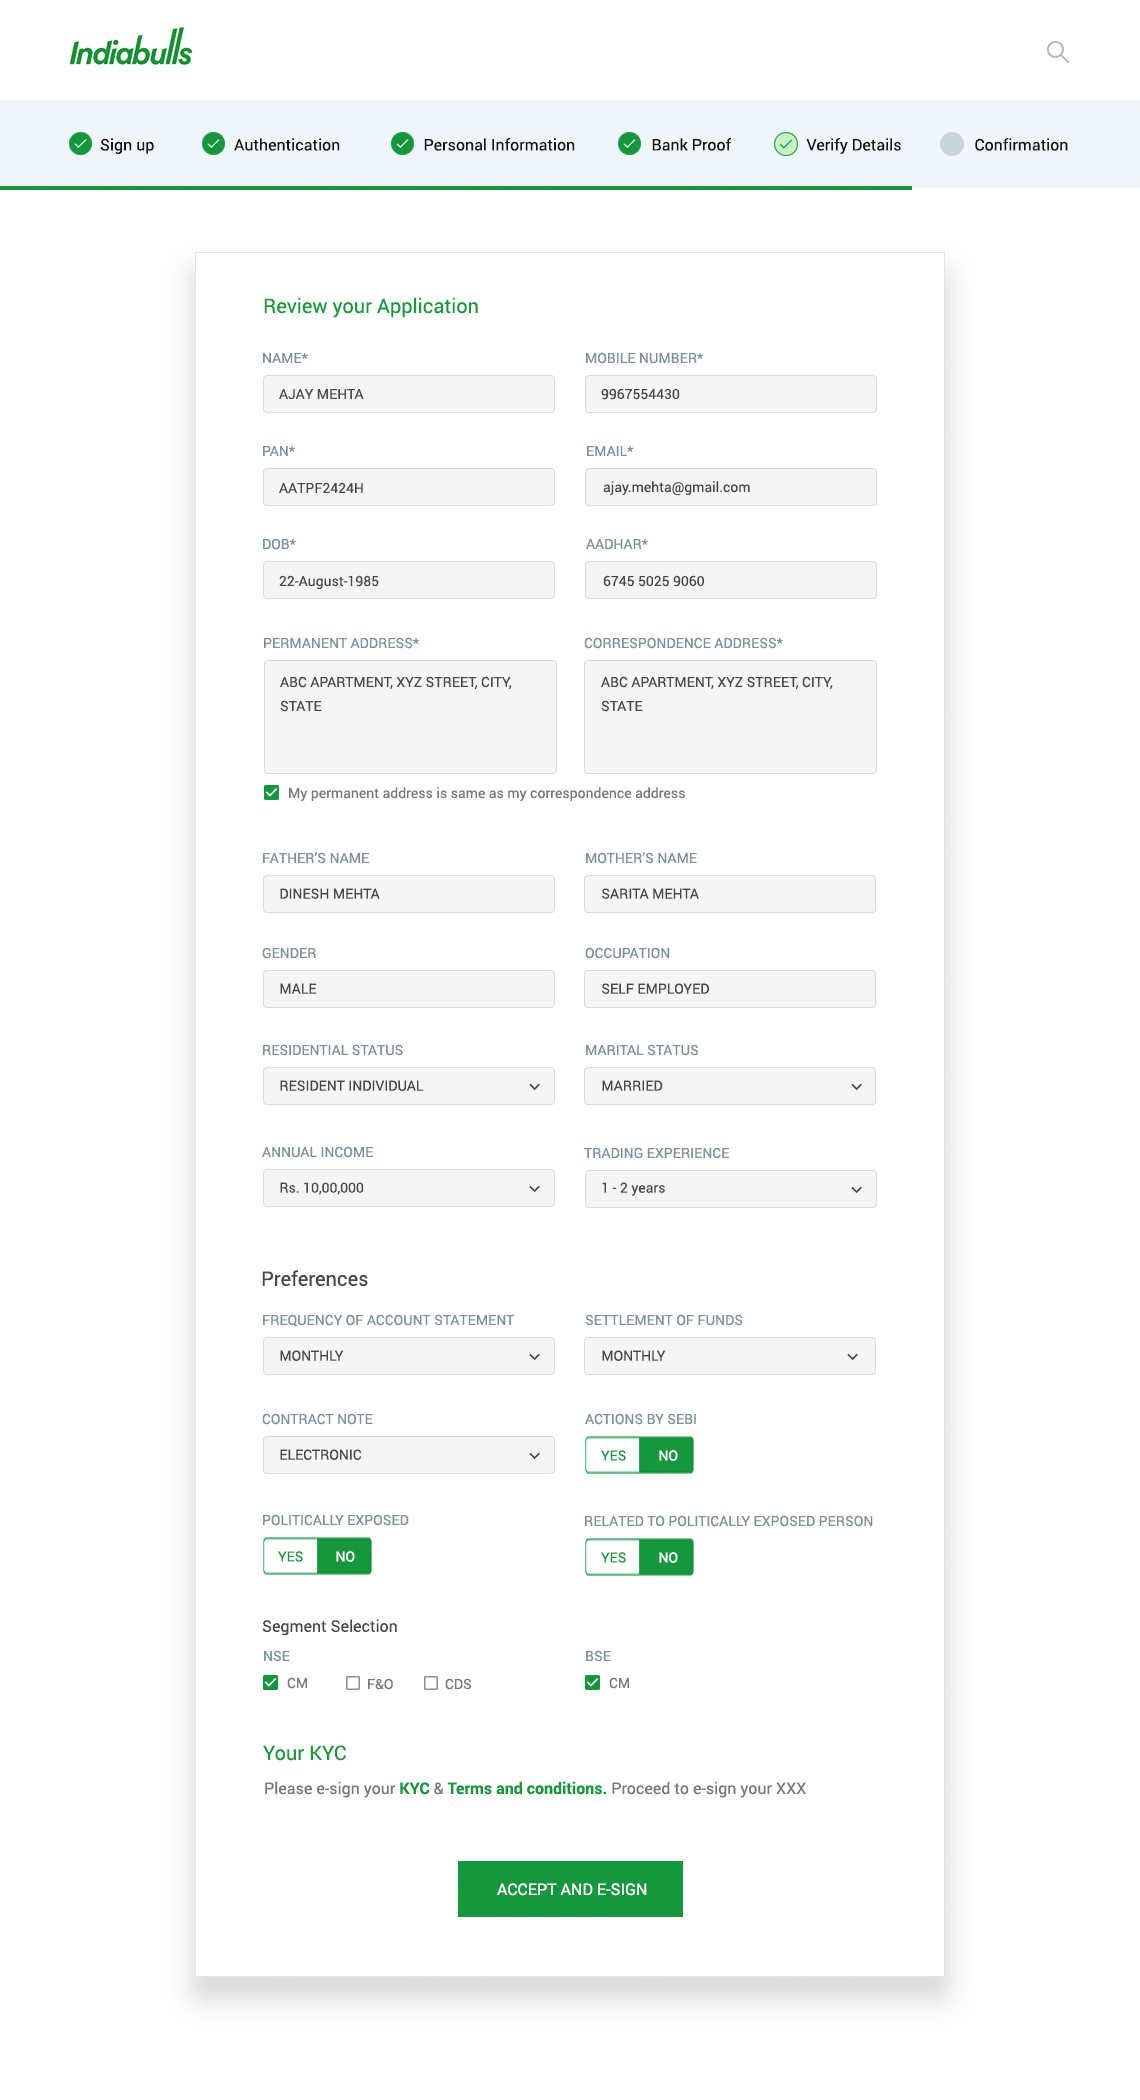 Indiabulls
Sign up Authentication Personal Information Bank Proof Verify Details Confirmation
Review your Application
NAME* MOBILE NUMBER*
AJAY MEHTA 9967554430
PAN* EMAIL*
AATPF2424H ajay.mehta@gmail.com
DOB* AADHAR*
22-August-1985 6745 5025 9060
PERMANENT ADDRESS* CORRESPONDENCE ADDRESS*
ABC APARTMENT, XYZ STREET, CITY, ABC APARTMENT, XYZ STREET, CITY,
STATE STATE
My permanent address is same as my correspondence address
FATHER'S NAME MOTHER'S NAME
DINESH MEHTA SARITA MEHTA
GENDER OCCUPATION
MALE SELF EMPLOYED
RESIDENTIAL STATUS MARITAL STATUS
RESIDENT INDIVIDUAL MARRIED
ANNUAL INCOME TRADING EXPERIENCE
Rs. 10,00,000 1 - 2 years
Preferences
FREQUENCY OF ACCOUNT STATEMENT SETTLEMENT OF FUNDS
MONTHLY MONTHLY
CONTRACT NOTE ACTIONS BY SEBI
ELECTRONIC YES NO
POLITICALLY EXPOSED RELATED TO POLITICALLY EXPOSED PERSON
YES NO YES NO
Segment Selection
NSE BSE
CM F&O CDS CM
Your KYC
Please e-sign your KYC & Terms and conditions. Proceed to e-sign your XXX
ACCEPT AND E-SIGN